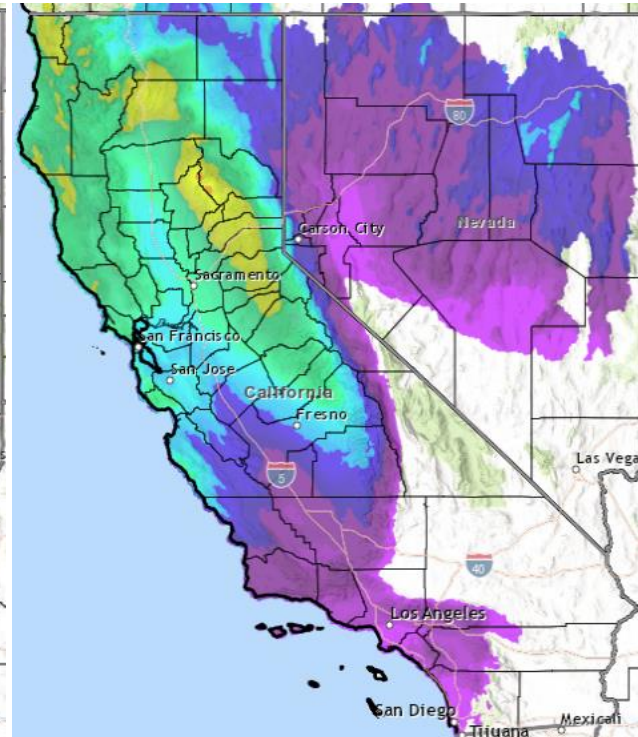 80
Nevada
Carson City
Sacramento
San Francisco
San Jose
California
Fresno
Las Vega
5
40
Los Angeles
San Diego
Tijuana
Mexicali